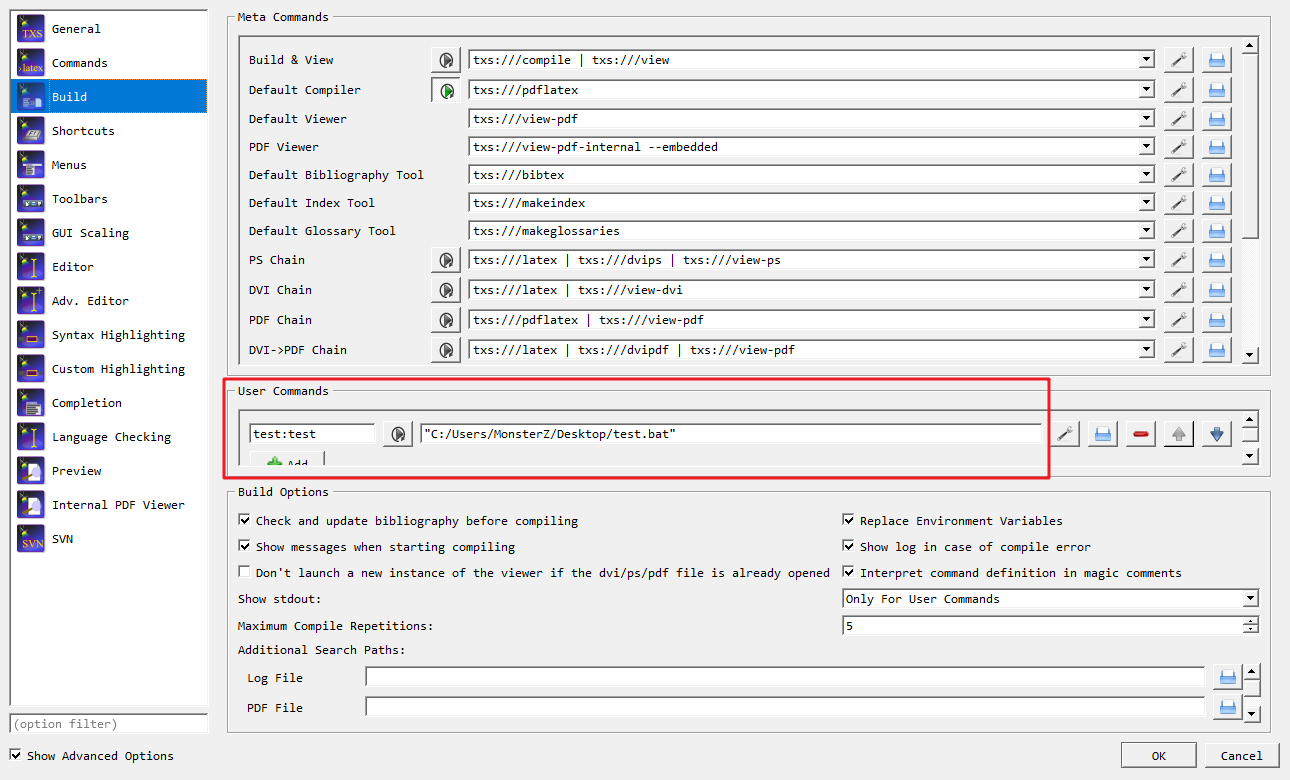 General
Commands
Build
Shortcuts
Menus
Toolbars
GUI Scaling
Editor
Adv. Editor
Syntax Highlighting
Custom Highlighting
Completion
Language Checking
Preview
Internal PDF Viewer
SVN
(option filter)
Show Advanced Options
Meta Commands
Build & View txs:///compile | txs:///view
Default Compiler txs:///pdflatex
Default Viewer txs:///view-pdf
PDF Viewer txs:///view-pdf-internal --embedded
Default Bibliography Tool txs:///bibtex
Default Index Tool txs:///makeindex
Default Glossary Tool txs:///makeglossaries
PS Chain txs:///latex | txs:///dvips | txs:///view-ps
DVI Chain txs:///latex | txs:///view-dvi
PDF Chain txs:///pdflatex | txs:///view-pdf
DVI->PDF Chain txs:///latex | txs:///dvipdf | txs:///view-pdf
User Commands
test:test "C:/Users/MonsterZ/Desktop/test.bat"
Add
Build Options
Check and update bibliography before compiling Replace Environment Variables
Show messages when starting compiling Show log in case of compile error
Don't launch a new instance of the viewer if the dvi/ps/pdf file is already opened Interpret command definition in magic comments
Show stdout: Only For User Commands
Maximum Compile Repetitions: 5
Additional Search Paths:
Log File
PDF File
OK Cancel